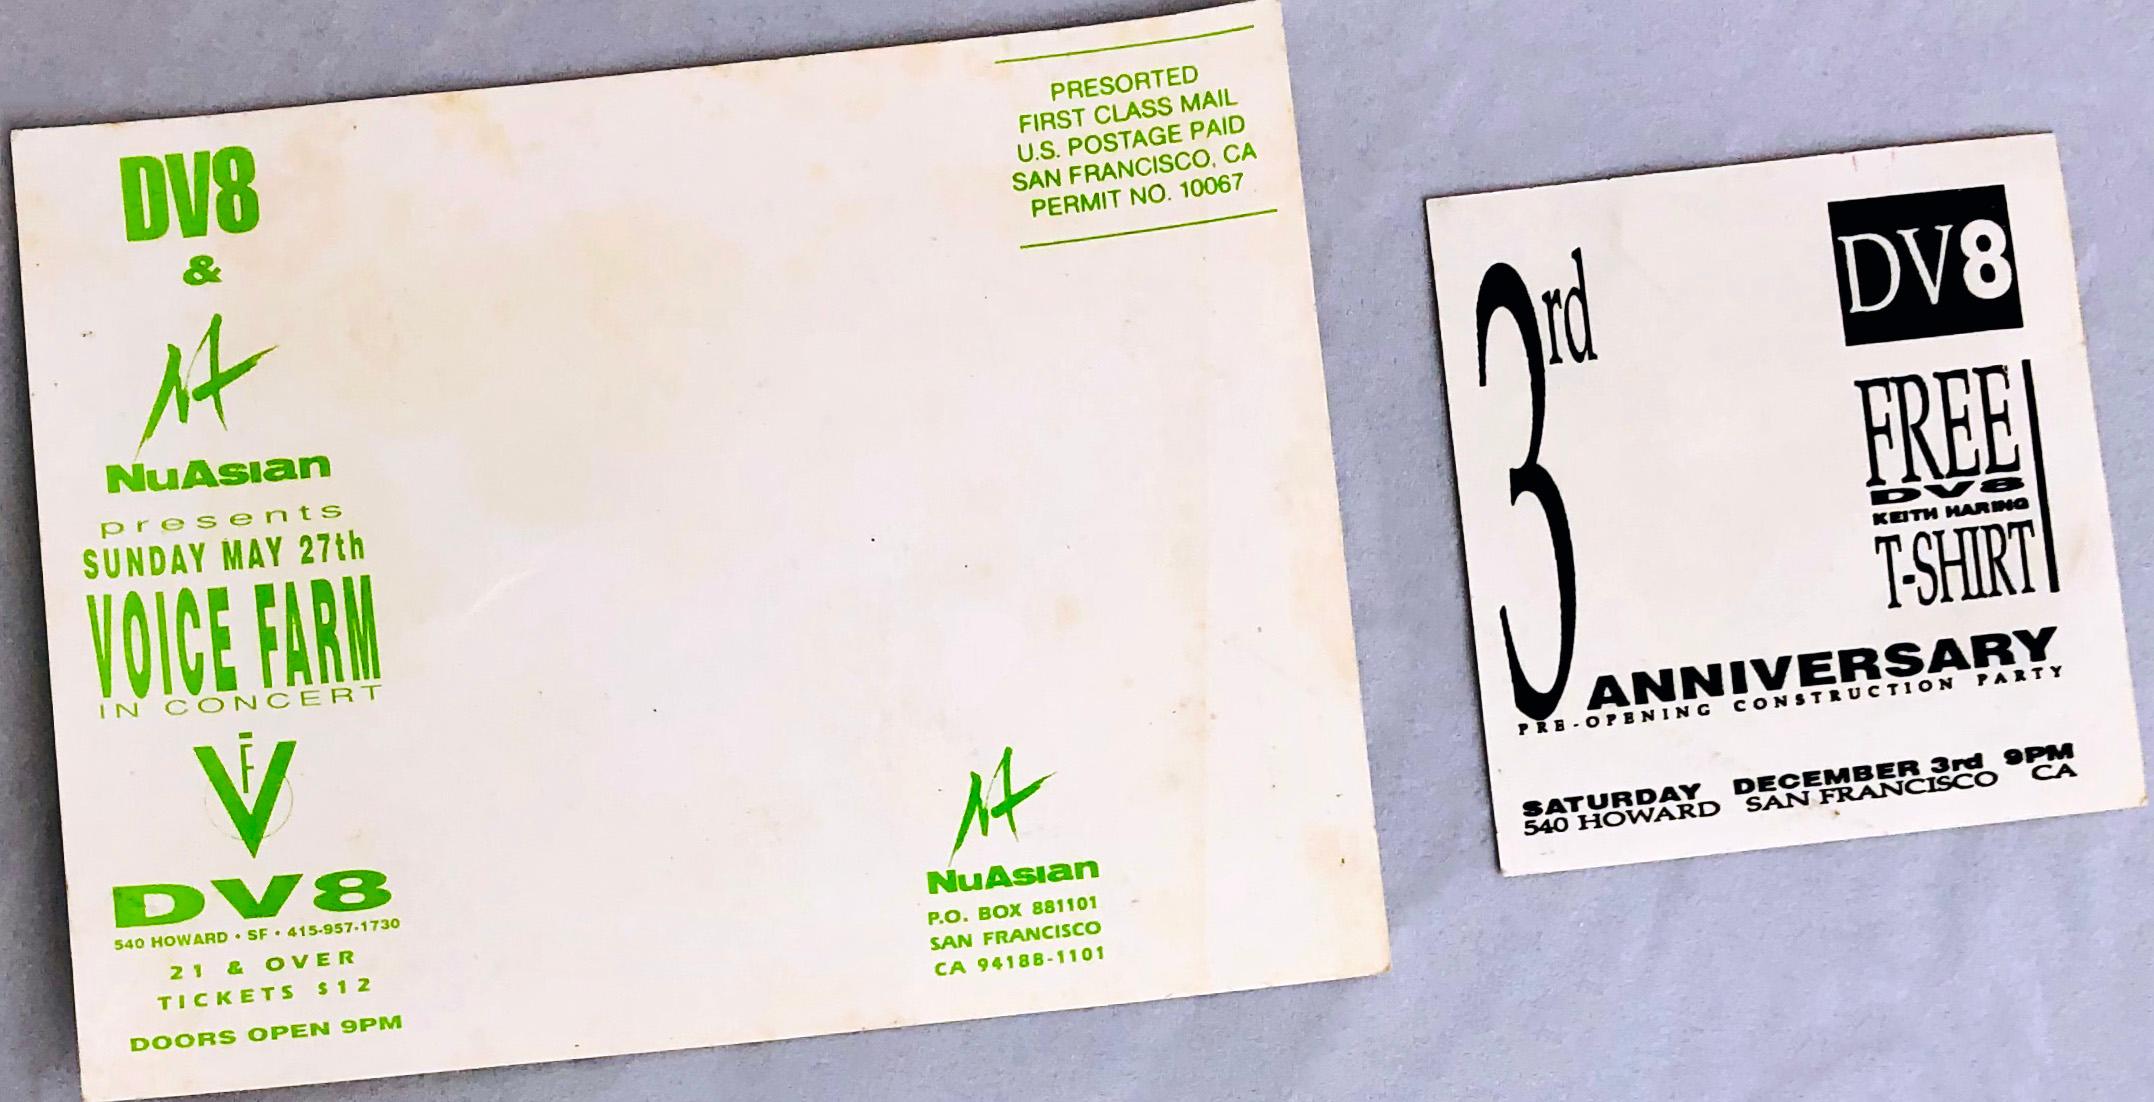 DV8
&
NuAsian
presents
SUNDAY MAY 27th
VOICE FARM
IN CONCERT
VF
DV8
540 HOWARD • SF • 415-957-1730
21 & OVER
TICKETS $12
DOORS OPEN 9PM
PRESORTED
FIRST CLASS MAIL
U.S. POSTAGE PAID
SAN FRANCISCO, CA
PERMIT NO. 10067
NuAsian
P.O. BOX 881101
SAN FRANCISCO
CA 94188-1101
3rd
DV8
FREE
DV8
KEITH HARING
T-SHIRT
ANNIVERSARY
PRE-OPENING CONSTRUCTION PARTY
SATURDAY DECEMBER 3rd 9PM
540 HOWARD SAN FRANCISCO CA